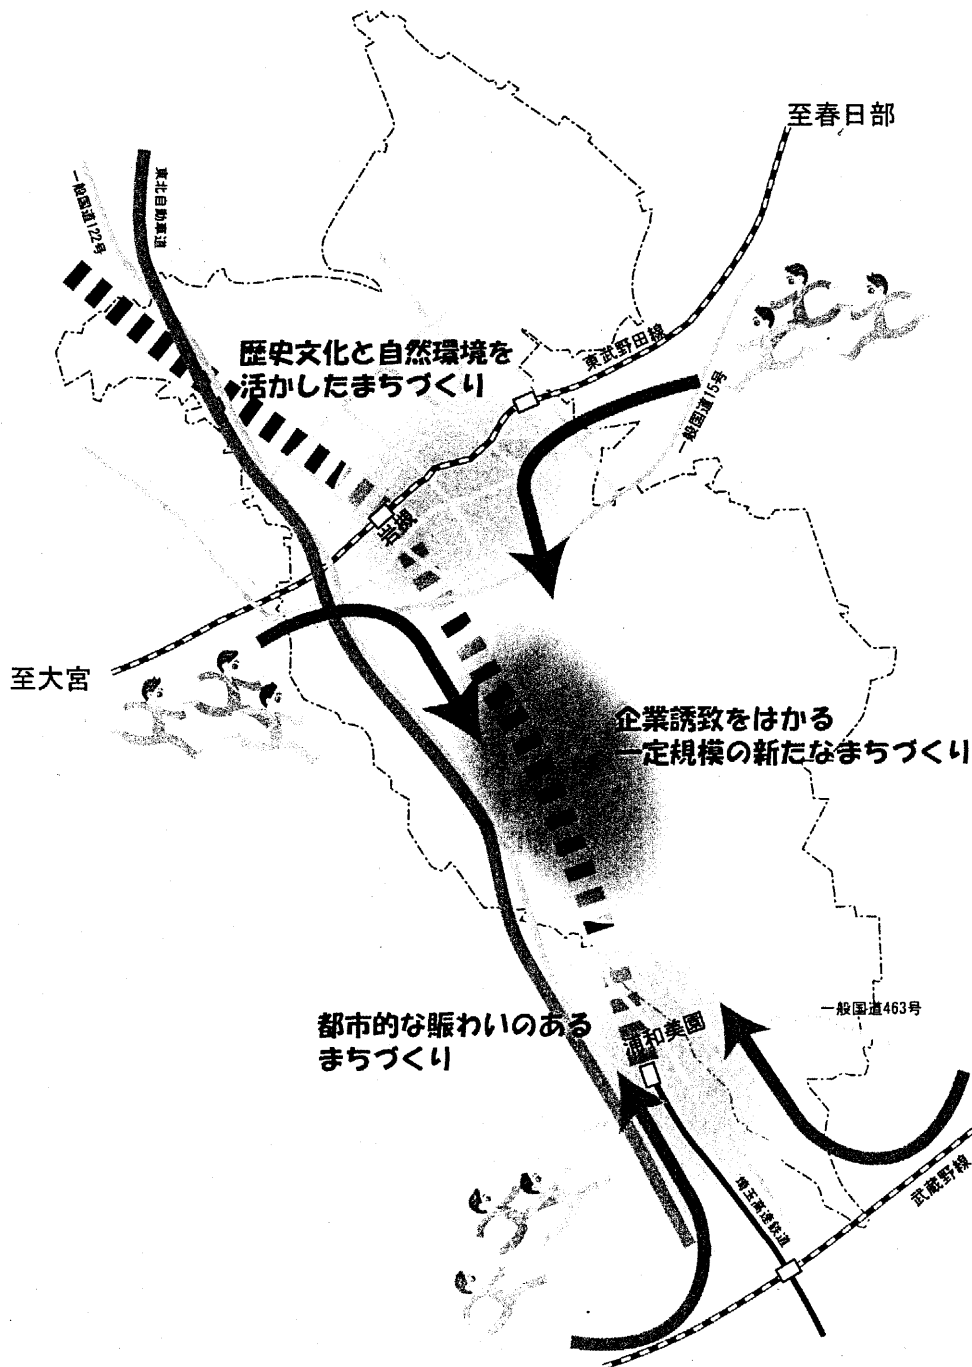 至春日部
一般国道122号
東北自動車道
歴史文化と自然環境を
活かしたまちづくり
東武野田線
一般国道15号
岩槻
至大宮
企業誘致をはかる
一定規模の新たなまちづくり
一般国道463号
都市的な賑わいのある
まちづくり
浦和美園
埼玉高速鉄道
武蔵野線